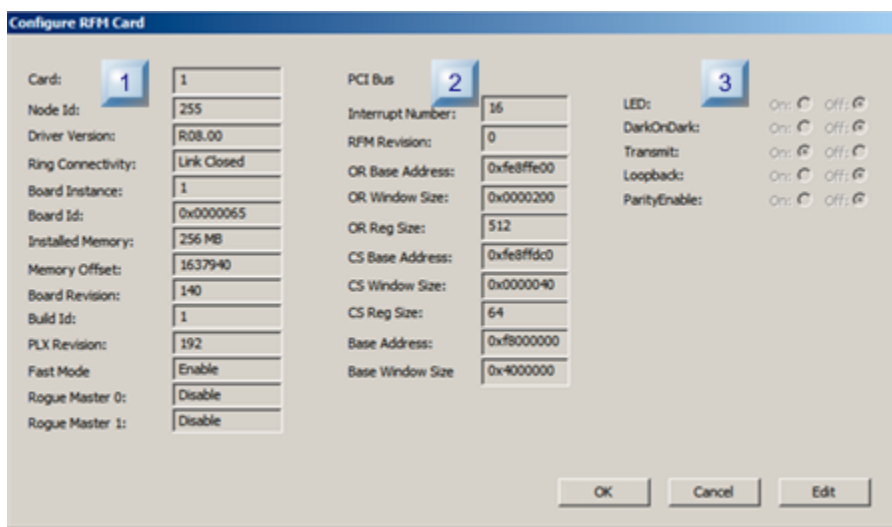 Configure RFM Card
1
Card: 1
Node Id: 255
Driver Version: R08.00
Ring Connectivity: Link Closed
Board Instance: 1
Board Id: 0x0000065
Installed Memory: 256 MB
Memory Offset: 1637940
Board Revision: 140
Build Id: 1
PLX Revision: 192
Fast Mode Enable
Rogue Master 0: Disable
Rogue Master 1: Disable
2
PCI Bus
Interrupt Number: 16
RFM Revision: 0
OR Base Address: 0xfe8ffe00
OR Window Size: 0x0000200
OR Reg Size: 512
CS Base Address: 0xfe8ffdc0
CS Window Size: 0x0000040
CS Reg Size: 64
Base Address: 0xf8000000
Base Window Size 0x4000000
3
LED: On: Off:
DarkOnDark: On: Off:
Transmit: On: Off:
Loopback: On: Off:
ParityEnable: On: Off:
OK Cancel Edit